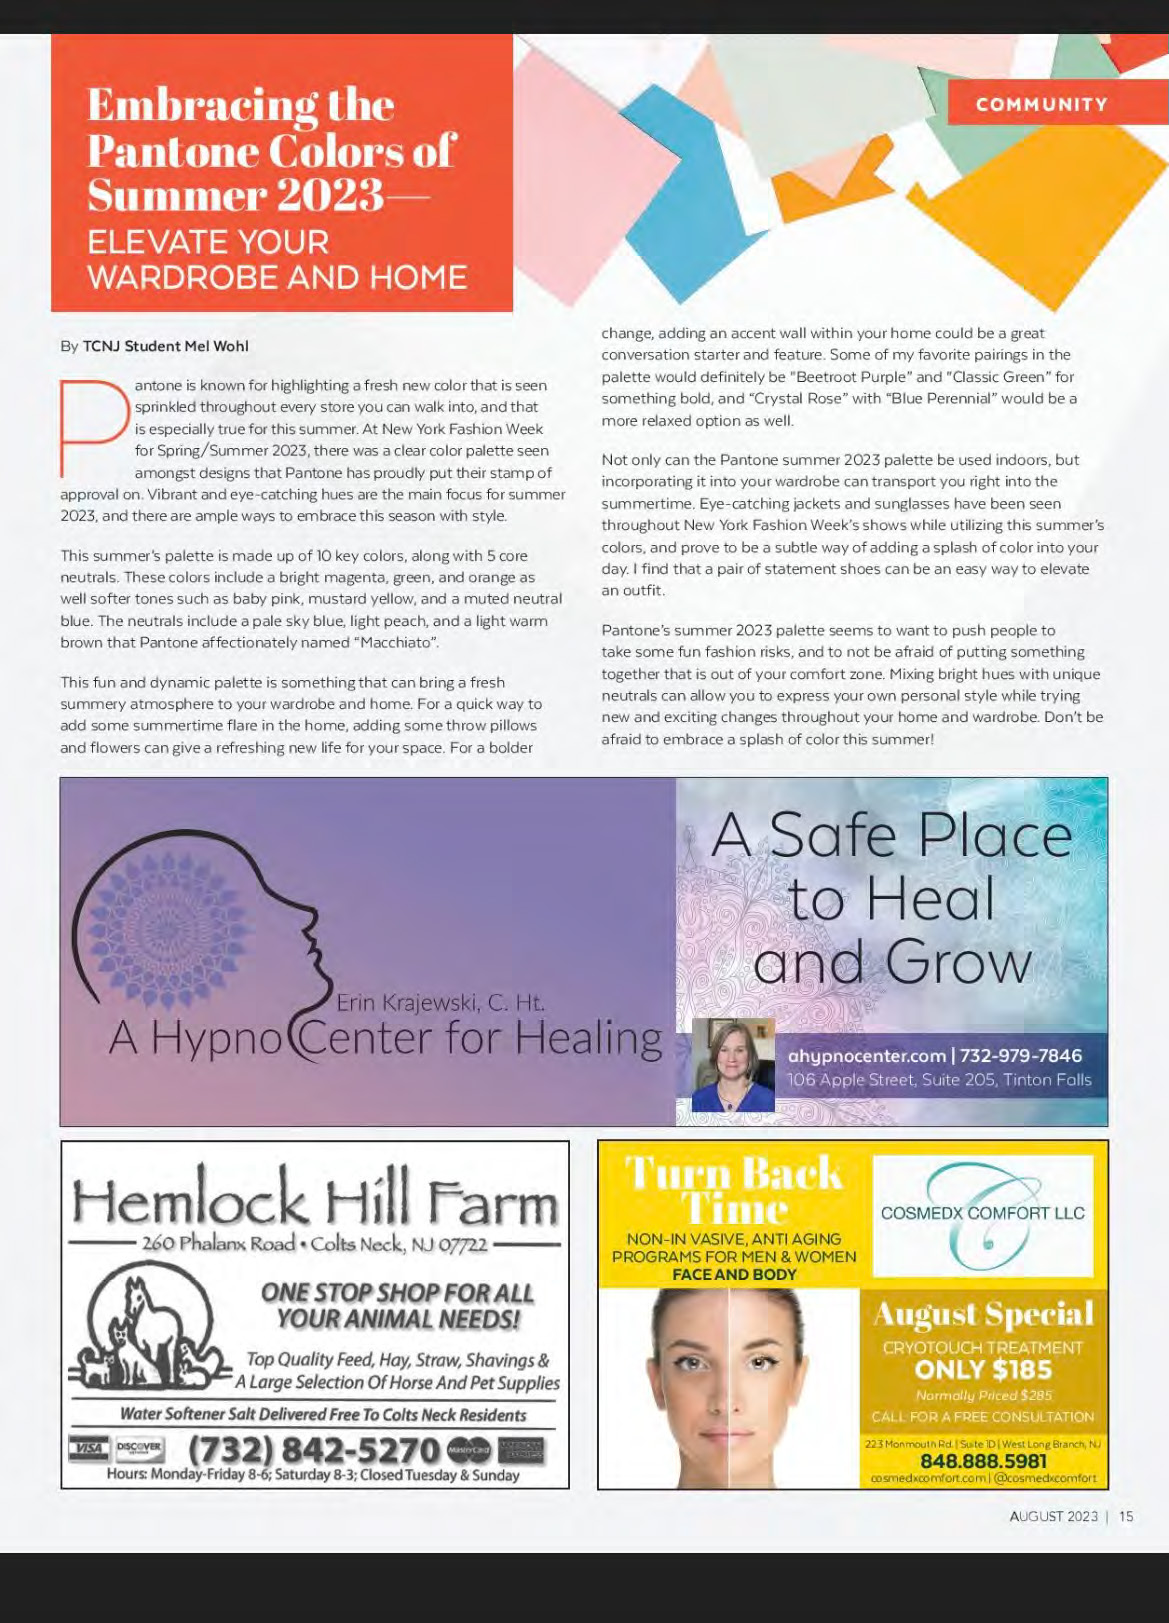 Embracing the
Pantone Colors of
Summer 2023—
ELEVATE YOUR
WARDROBE AND HOME
COMMUNITY
By TCNJ Student Mel Wohl
Pantone is known for highlighting a fresh new color that is seen
sprinkled throughout every store you can walk into, and that
is especially true for this summer. At New York Fashion Week
for Spring/Summer 2023, there was a clear color palette seen
amongst designs that Pantone has proudly put their stamp of
approval on. Vibrant and eye-catching hues are the main focus for summer
2023, and there are ample ways to embrace this season with style.
This summer's palette is made up of 10 key colors, along with 5 core
neutrals. These colors include a bright magenta, green, and orange as
well softer tones such as baby pink, mustard yellow, and a muted neutral
blue. The neutrals include a pale sky blue, light peach, and a light warm
brown that Pantone affectionately named “Macchiato”.
This fun and dynamic palette is something that can bring a fresh
summery atmosphere to your wardrobe and home. For a quick way to
add some summertime flare in the home, adding some throw pillows
and flowers can give a refreshing new life for your space. For a bolder
change, adding an accent wall within your home could be a great
conversation starter and feature. Some of my favorite pairings in the
palette would definitely be "Beetroot Purple" and "Classic Green" for
something bold, and “Crystal Rose” with “Blue Perennial” would be a
more relaxed option as well.
Not only can the Pantone summer 2023 palette be used indoors, but
incorporating it into your wardrobe can transport you right into the
summertime. Eye-catching jackets and sunglasses have been seen
throughout New York Fashion Week's shows while utilizing this summer's
colors, and prove to be a subtle way of adding a splash of color into your
day. I find that a pair of statement shoes can be an easy way to elevate
an outfit.
Pantone's summer 2023 palette seems to want to push people to
take some fun fashion risks, and to not be afraid of putting something
together that is out of your comfort zone. Mixing bright hues with unique
neutrals can allow you to express your own personal style while trying
new and exciting changes throughout your home and wardrobe. Don't be
afraid to embrace a splash of color this summer!
Erin Krajewski, C. Ht.
A Hypno Center for Healing
A Safe Place
to Heal
and Grow
ahypnocenter.com | 732-979-7846
106 Apple Street, Suite 205, Tinton Falls
Hemlock Hill Farm
260 Phalanx Road • Colts Neck, NJ 07722
ONE STOP SHOP FOR ALL
YOUR ANIMAL NEEDS!
Top Quality Feed, Hay, Straw, Shavings &
A Large Selection Of Horse And Pet Supplies
Water Softener Salt Delivered Free To Colts Neck Residents
VISA DISCOVER (732) 842-5270 MasterCard
Hours: Monday-Friday 8-6; Saturday 8-3; Closed Tuesday & Sunday
Turn Back
Time
NON-IN VASIVE, ANTI AGING
PROGRAMS FOR MEN & WOMEN
FACE AND BODY
COSMEDX COMFORT LLC
August Special
CRYOTOUCH TREATMENT
ONLY $185
Normally Priced $285
CALL FOR A FREE CONSULTATION
223 Monmouth Rd. | Suite 1D | West Long Branch, NJ
848.888.5981
cosmedxcomfort.com | @cosmedxcomfort
AUGUST 2023 | 15